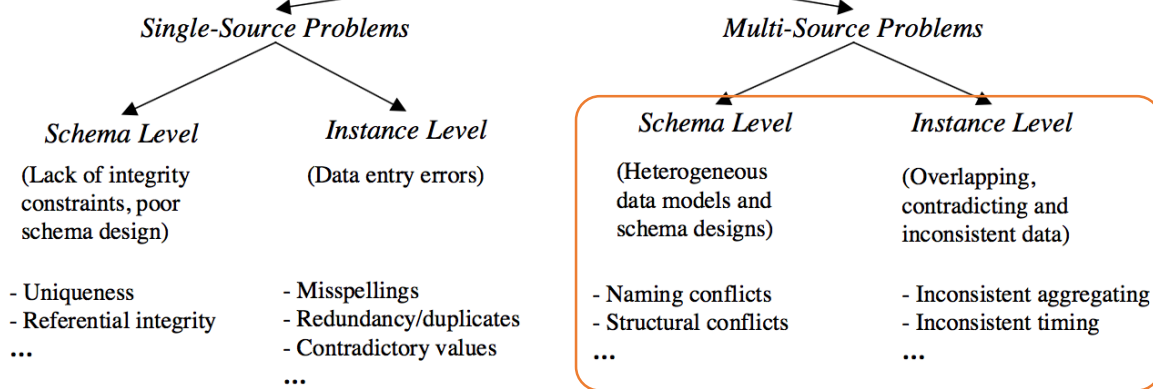 Single-Source Problems
Multi-Source Problems
Schema Level
(Lack of integrity
constraints, poor
schema design)
- Uniqueness
- Referential integrity
...
Instance Level
(Data entry errors)
- Misspellings
- Redundancy/duplicates
- Contradictory values
...
Schema Level
(Heterogeneous
data models and
schema designs)
- Naming conflicts
- Structural conflicts
...
Instance Level
(Overlapping,
contradicting and
inconsistent data)
- Inconsistent aggregating
- Inconsistent timing
...